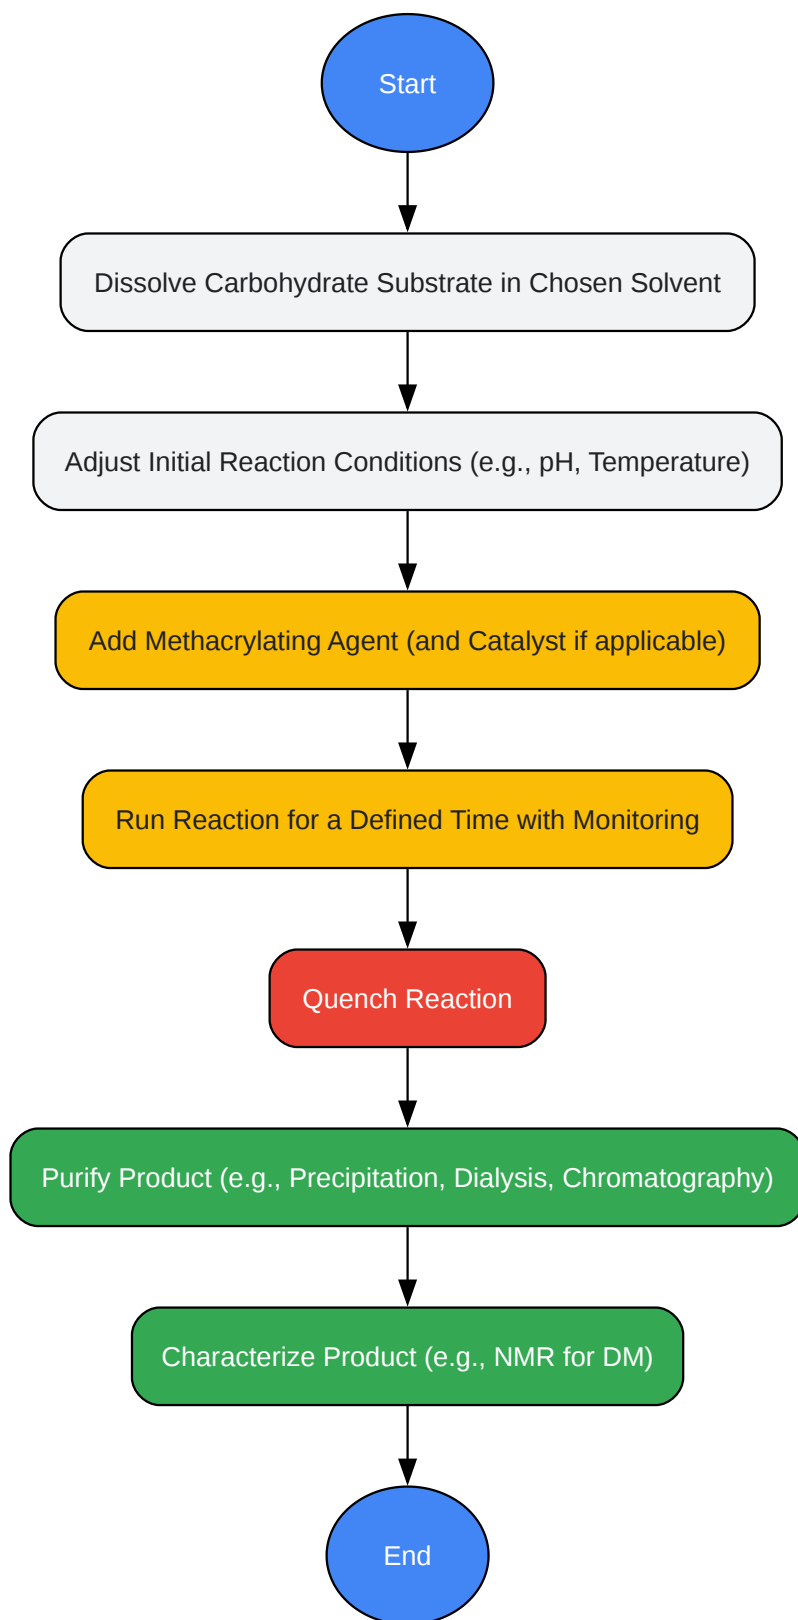 Start
Dissolve Carbohydrate Substrate in Chosen Solvent
Adjust Initial Reaction Conditions (e.g., pH, Temperature)
Add Methacrylating Agent (and Catalyst if applicable)
Run Reaction for a Defined Time with Monitoring
Quench Reaction
Purify Product (e.g., Precipitation, Dialysis, Chromatography)
Characterize Product (e.g., NMR for DM)
End